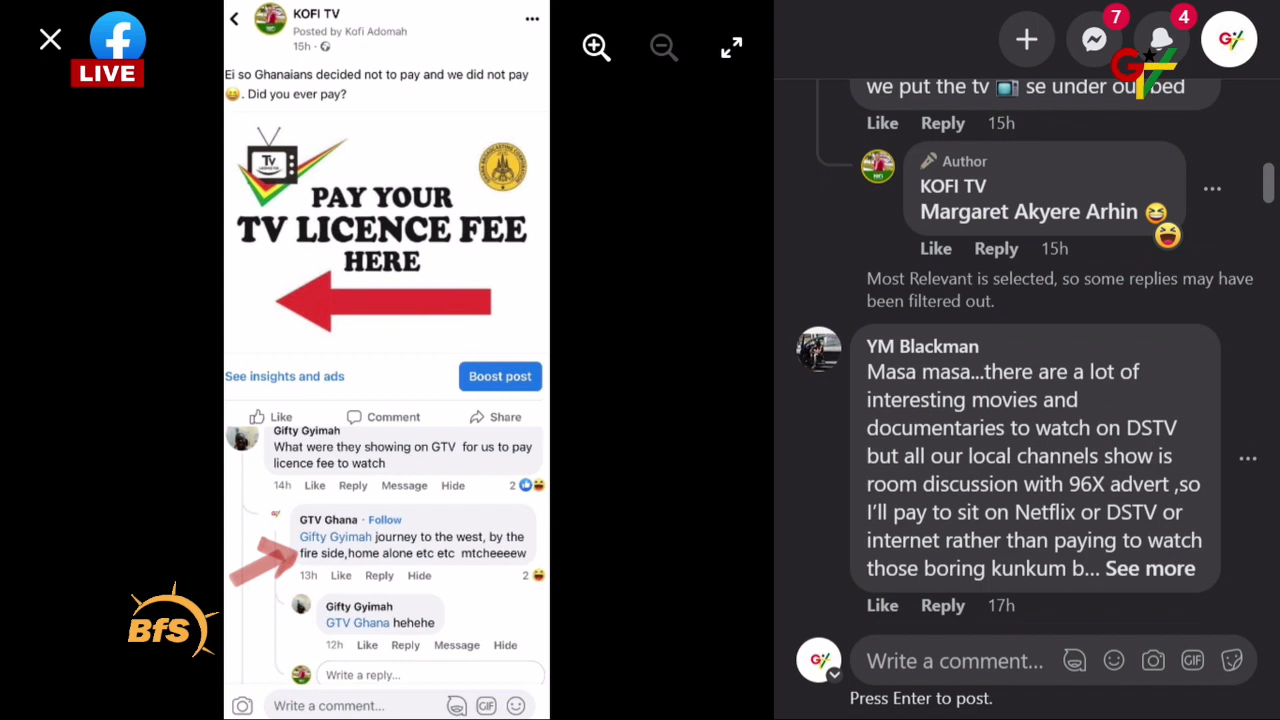 LIVE
KOFI TV
Posted by Kofi Adomah
15h
Ei so Ghanaians decided not to pay and we did not pay
😄. Did you ever pay?
TV
LICENCE FEE
PAY YOUR
TV LICENCE FEE
HERE
See insights and ads
Boost post
Like Comment Share
Gifty Gyimah
What were they showing on GTV for us to pay
licence fee to watch
14h Like Reply Message Hide 2
GTV Ghana · Follow
Gifty Gyimah journey to the west, by the
fire side,home alone etc etc mtcheeeew
13h Like Reply Hide 2
Gifty Gyimah
GTV Ghana hehehe
12h Like Reply Message Hide
Write a reply...
Write a comment... GIF
BfS
7 4
G
we put the tv 📺 se under our bed
Like Reply 15h
Author
KOFI TV
Margaret Akyere Arhin 😆
Like Reply 15h
Most Relevant is selected, so some replies may have
been filtered out.
YM Blackman
Masa masa...there are a lot of
interesting movies and
documentaries to watch on DSTV
but all our local channels show is
room discussion with 96X advert ,so
I'll pay to sit on Netflix or DSTV or
internet rather than paying to watch
those boring kunkum b... See more
Like Reply 17h
Write a comment... GIF
Press Enter to post.